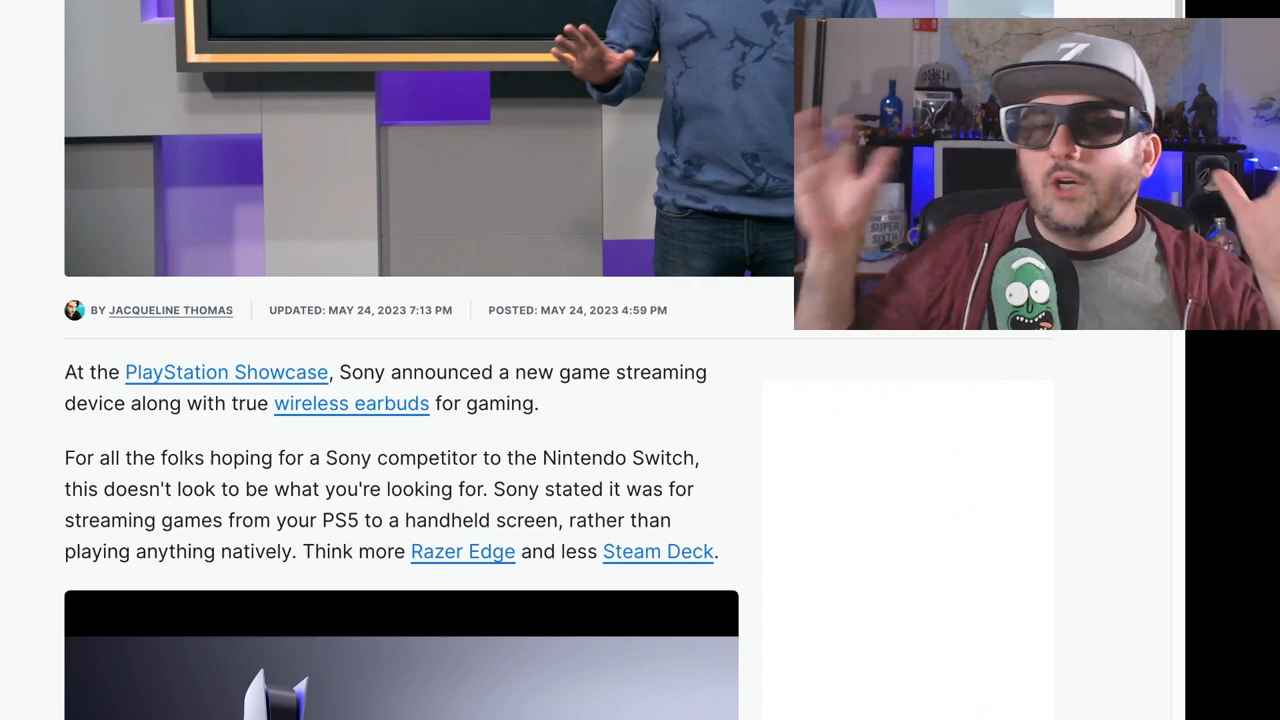 SUPER
SIXTH
BY JACQUELINE THOMAS
UPDATED: MAY 24, 2023 7:13 PM
POSTED: MAY 24, 2023 4:59 PM
At the PlayStation Showcase, Sony announced a new game streaming
device along with true wireless earbuds for gaming.
For all the folks hoping for a Sony competitor to the Nintendo Switch,
this doesn't look to be what you're looking for. Sony stated it was for
streaming games from your PS5 to a handheld screen, rather than
playing anything natively. Think more Razer Edge and less Steam Deck.